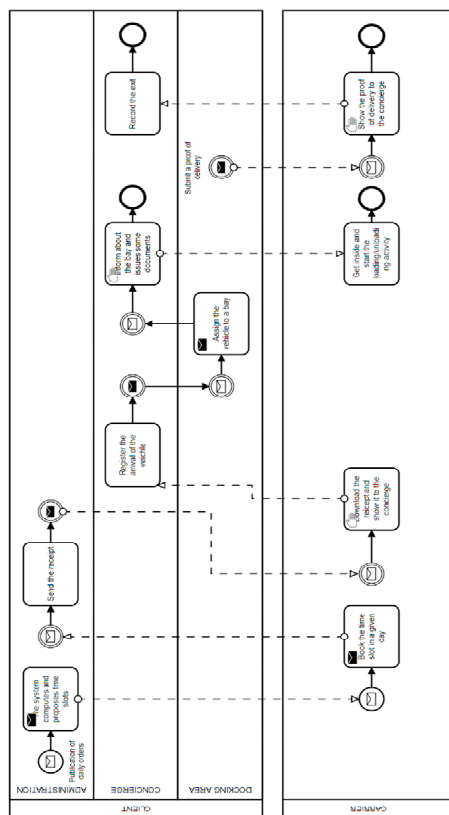 CLIENT
ADMINISTRATION
Publication of
daily orders
he system
computes and
proposes time
slots
Send the receipt
CONCIERGE
Register the
arrival of the
veichle
Inform about
the bay and
issues some
documents
Record the exit
DOCKING AREA
Assign the
vehicle to a bay
Submit a proof of
delivery
CARRIER
Book the time
slot in a given
day
Download the
reicept and
show it to the
concierge
Get inside and
start the
loading/unloadi
ng activity
Show the proof
of delivery to
the concierge